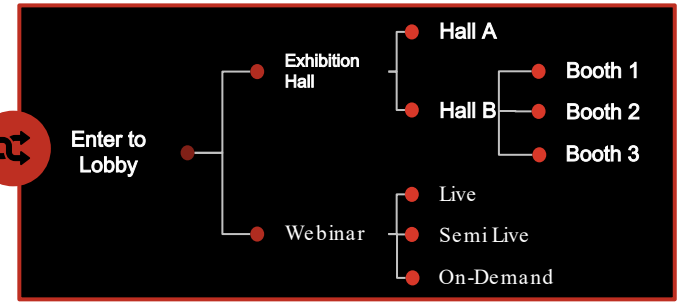 Enter to
Lobby
Exhibition
Hall
Hall A
Hall B
Booth 1
Booth 2
Booth 3
Webinar
Live
Semi Live
On-Demand